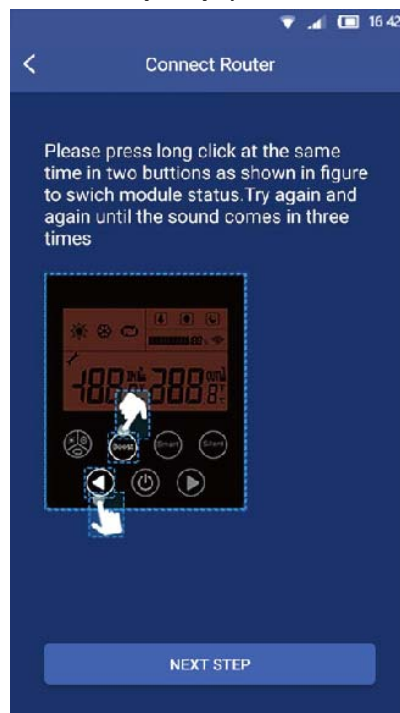 16 42
Connect Router
Please press long click at the same
time in two buttions as shown in figure
to swich module status.Try again and
again until the sound comes in three
times
Boost
Smart
Silent
NEXT STEP